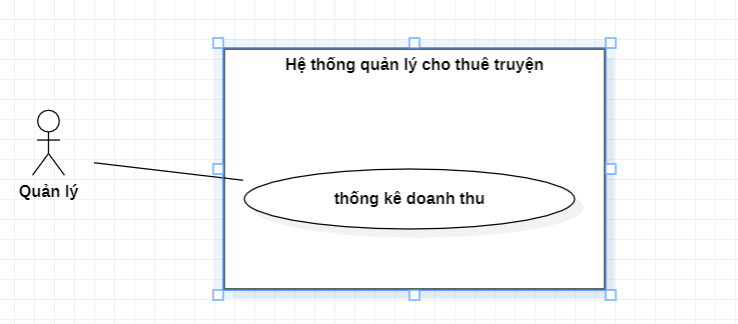 Hệ thống quản lý cho thuê truyện
Quản lý
thống kê doanh thu